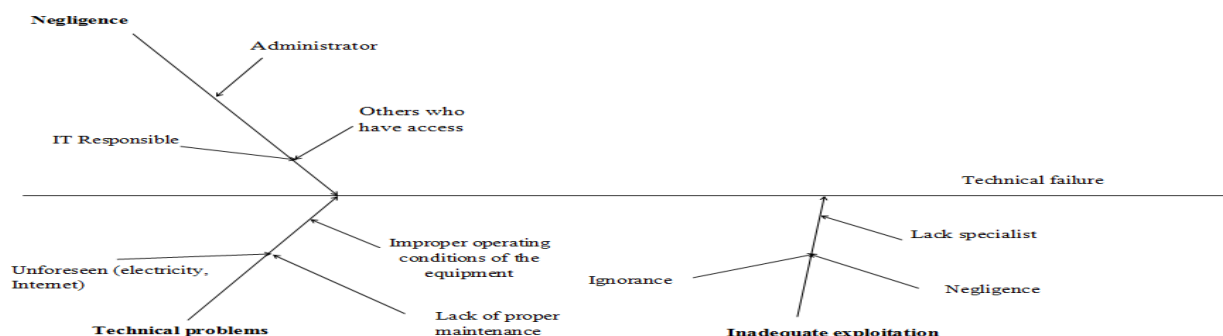 Negligence
Administrator
Others who
have access
IT Responsible
Technical failure
Lack specialist
Improper operating
conditions of the
equipment
Unforeseen (electricity,
Internet)
Ignorance
Negligence
Lack of proper
maintenance
Technical problems
Inadequate exploitation